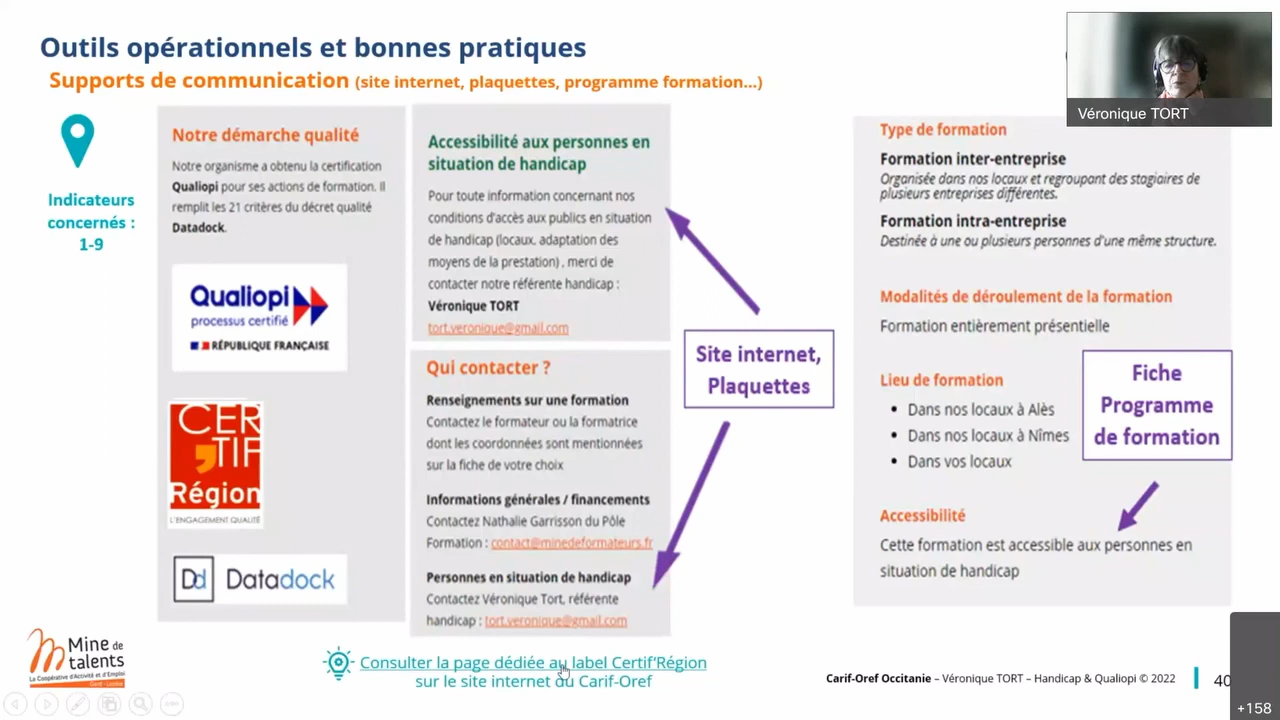 Outils opérationnels et bonnes pratiques
Supports de communication (site internet, plaquettes, programme formation...)
Véronique TORT
Indicateurs
concernés :
1-9
Notre démarche qualité
Notre organisme a obtenu la certification
Qualiopi pour ses actions de formation. Il
remplit les 21 critères du décret qualité
Datadock.
Qualiopi
processus certifié
RÉPUBLIQUE FRANÇAISE
CER
TIF
Région
L'ENGAGEMENT QUALITÉ
Dd Datadock
Accessibilité aux personnes en
situation de handicap
Pour toute information concernant nos
conditions d'accès aux publics en situation
de handicap (locaux, adaptation des
moyens de la prestation) , merci de
contacter notre référente handicap :
Véronique TORT
tort.veronique@gmail.com
Qui contacter ?
Renseignements sur une formation
Contactez le formateur ou la formatrice
dont les coordonnées sont mentionnées
sur la fiche de votre choix
Informations générales / financements
Contactez Nathalie Garrisson du Pôle
Formation : contact@minedeformateurs.fr
Personnes en situation de handicap
Contactez Véronique Tort, référente
handicap : tort.veronique@gmail.com
Site internet,
Plaquettes
Type de formation
Formation inter-entreprise
Organisée dans nos locaux et regroupant des stagiaires de
plusieurs entreprises différentes.
Formation intra-entreprise
Destinée à une ou plusieurs personnes d'une même structure.
Modalités de déroulement de la formation
Formation entièrement présentielle
Lieu de formation
• Dans nos locaux à Alès
• Dans nos locaux à Nîmes
• Dans vos locaux
Fiche
Programme
de formation
Accessibilité
Cette formation est accessible aux personnes en
situation de handicap
Mine de
talents
La Coopérative d'Activité et d'Emploi
Consulter la page dédiée au label Certif'Région
sur le site internet du Carif-Oref
Carif-Oref Occitanie – Véronique TORT – Handicap & Qualiopi © 2022
40
+158